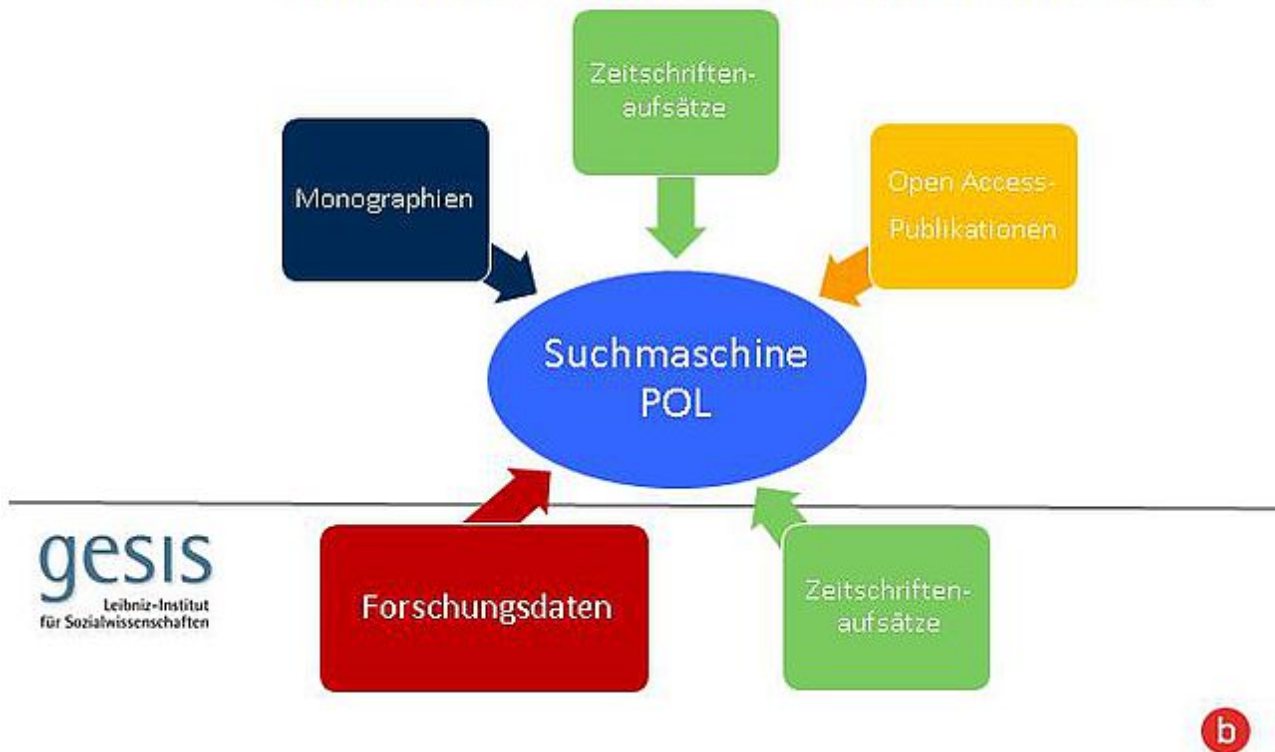 Zeitschriften-
aufsätze
Monographien
Open Access-
Publikationen
Suchmaschine
POL
gesis
Leibniz-Institut
für Sozialwissenschaften
Forschungsdaten
Zeitschriften-
aufsätze
b